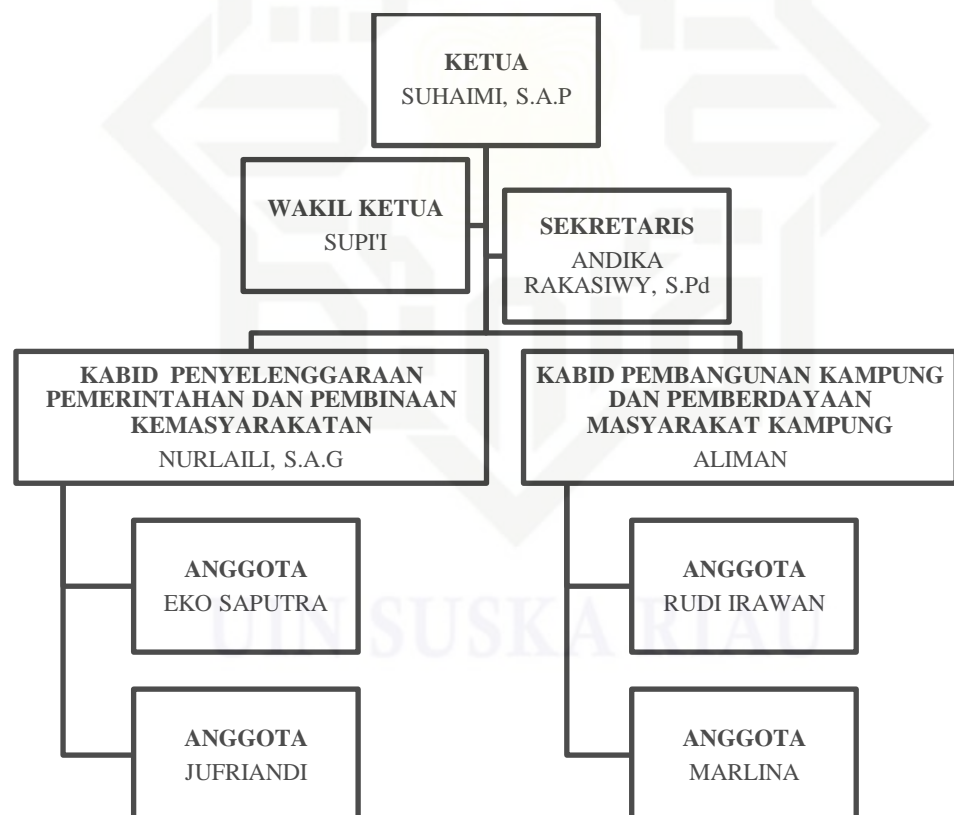 KETUA
SUHAIMI, S.A.P
WAKIL KETUA
SUPI'I
SEKRETARIS
ANDIKA
RAKASIWY, S.Pd
KABID PENYELENGGARAAN
PEMERINTAHAN DAN PEMBINAAN
KEMASYARAKATAN
NURLAILI, S.A.G
KABID PEMBANGUNAN KAMPUNG
DAN PEMBERDAYAAN
MASYARAKAT KAMPUNG
ALIMAN
ANGGOTA
EKO SAPUTRA
ANGGOTA
RUDI IRAWAN
UIN SUSKA RIAU
ANGGOTA
JUFRIANDI
ANGGOTA
MARLINA